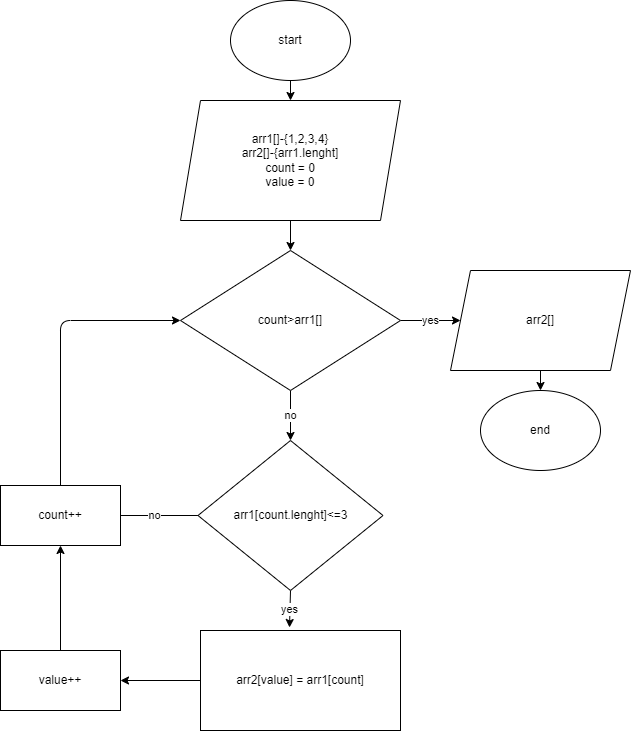 start
arr1[]-{1,2,3,4}
arr2[]-{arr1.lenght]
count = 0
value = 0
count>arr1[]
yes
arr2[]
end
no
arr1[count.lenght]<=3
no
count++
yes
arr2[value] = arr1[count]
value++